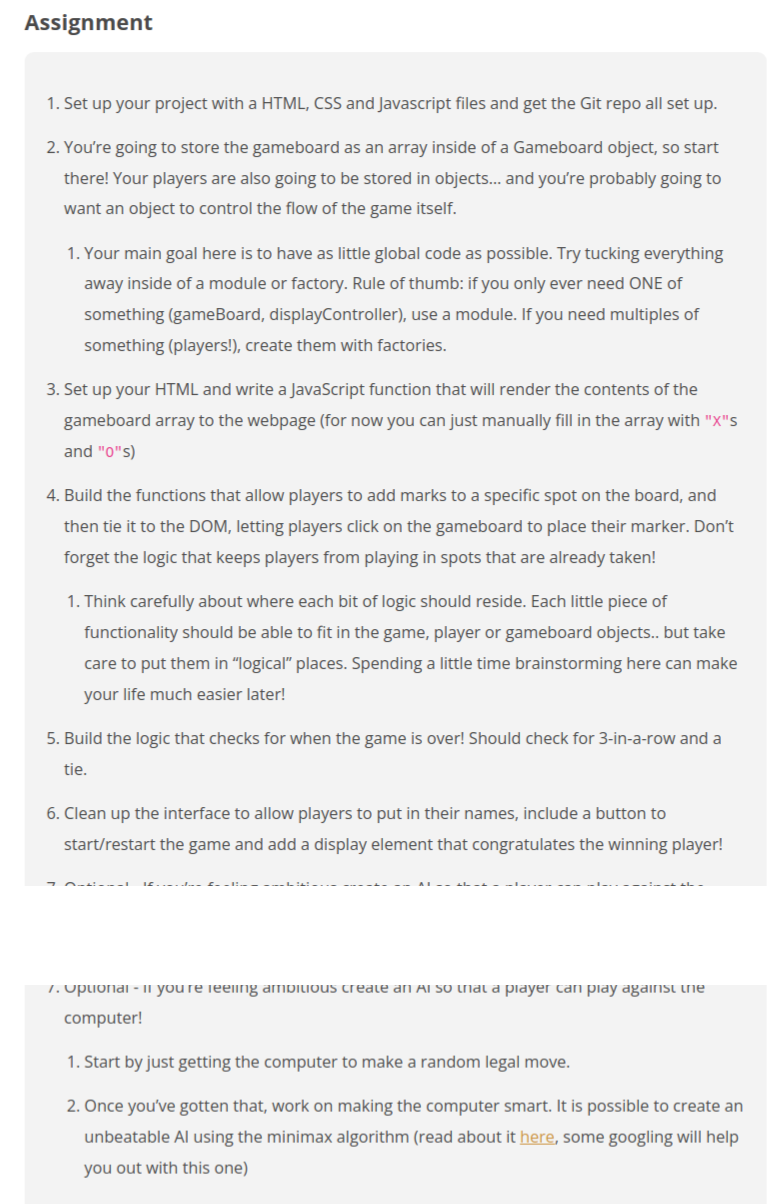 Assignment
1. Set up your project with a HTML, CSS and Javascript files and get the Git repo all set up.
2. You’re going to store the gameboard as an array inside of a Gameboard object, so start
there! Your players are also going to be stored in objects… and you’re probably going to
want an object to control the flow of the game itself.
1. Your main goal here is to have as little global code as possible. Try tucking everything
away inside of a module or factory. Rule of thumb: if you only ever need ONE of
something (gameBoard, displayController), use a module. If you need multiples of
something (players!), create them with factories.
3. Set up your HTML and write a JavaScript function that will render the contents of the
gameboard array to the webpage (for now you can just manually fill in the array with "X"s
and "O"s)
4. Build the functions that allow players to add marks to a specific spot on the board, and
then tie it to the DOM, letting players click on the gameboard to place their marker. Don’t
forget the logic that keeps players from playing in spots that are already taken!
1. Think carefully about where each bit of logic should reside. Each little piece of
functionality should be able to fit in the game, player or gameboard objects.. but take
care to put them in “logical” places. Spending a little time brainstorming here can make
your life much easier later!
5. Build the logic that checks for when the game is over! Should check for 3-in-a-row and a
tie.
6. Clean up the interface to allow players to put in their names, include a button to
start/restart the game and add a display element that congratulates the winning player!
7. Optional - If you’re feeling ambitious create an AI so that a player can play against the
7. Optional - If you’re feeling ambitious create an AI so that a player can play against the
computer!
1. Start by just getting the computer to make a random legal move.
2. Once you’ve gotten that, work on making the computer smart. It is possible to create an
unbeatable AI using the minimax algorithm (read about it here, some googling will help
you out with this one)